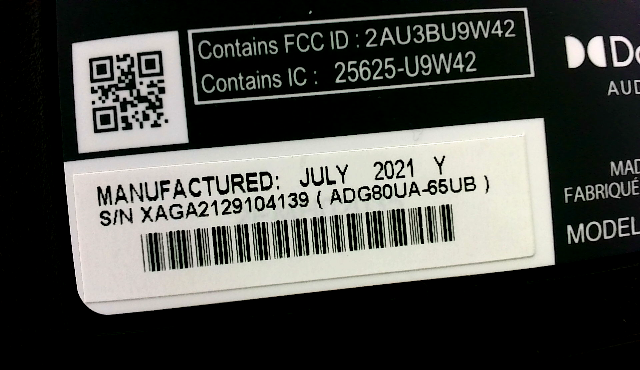 Contains FCC ID : 2AU3BU9W42
Contains IC : 25625-U9W42
MANUFACTURED: JULY 2021 Y
S/N XAGA2129104139 ( ADG80UA-65UB )
AUD
MAD
FABRIQUÉ
MODEL